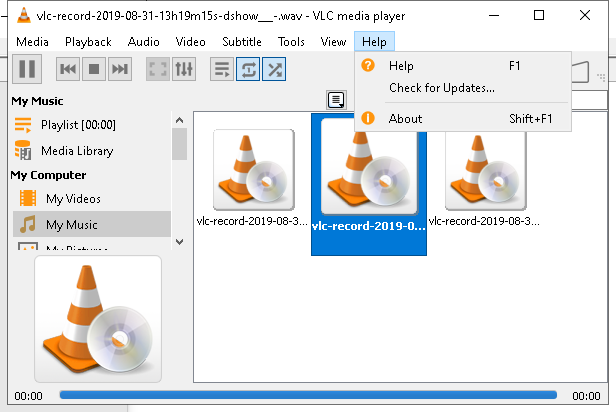 vlc-record-2019-08-31-13h19m15s-dshow__-.wav - VLC media player
Media Playback Audio Video Subtitle Tools View Help
Help F1
Check for Updates...
About Shift+F1
My Music
Playlist [00:00]
Media Library
My Computer
My Videos
My Music
My Pictures
vlc-record-2019-08-3... vlc-record-2019-0... vlc-record-2019-08-3...
00:00 00:00